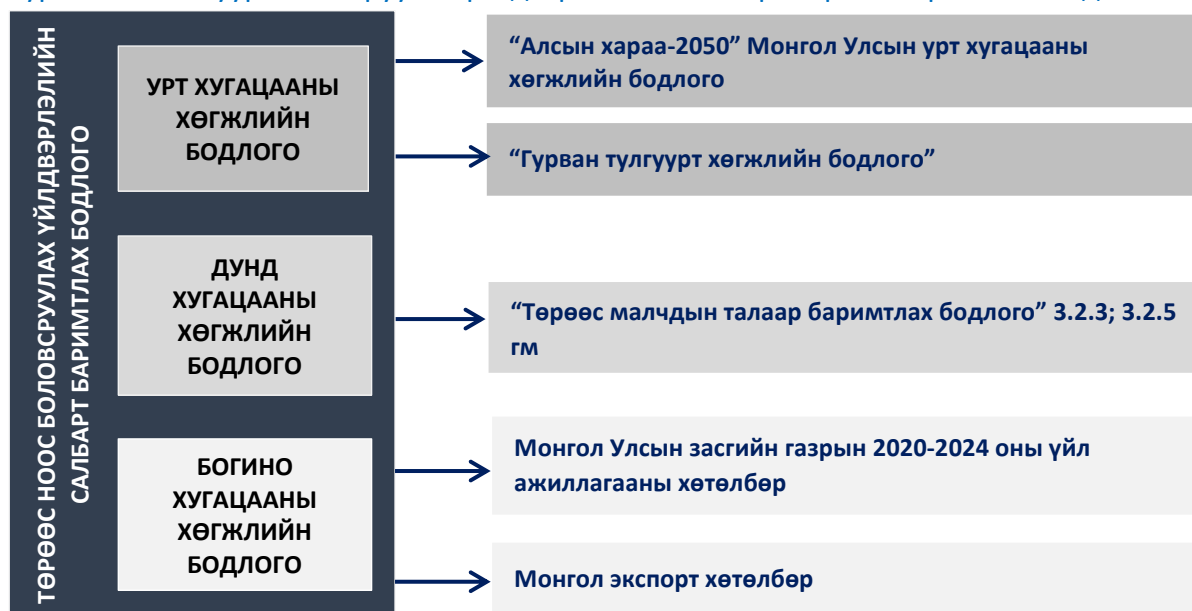 ТӨРӨӨС НООС БОЛОВСРУУЛАХ ҮЙЛДВЭРЛЭЛИЙН
САЛБАРТ БАРИМТЛАХ БОДЛОГО
УРТ ХУГАЦААНЫ
ХӨГЖЛИЙН
БОДЛОГО
“Алсын хараа-2050” Монгол Улсын урт хугацааны
хөгжлийн бодлого
“Гурван тулгуурт хөгжлийн бодлого”
ДУНД
ХУГАЦААНЫ
ХӨГЖЛИЙН
БОДЛОГО
“Төрөөс малчдын талаар баримтлах бодлого” 3.2.3; 3.2.5
гм
БОГИНО
ХУГАЦААНЫ
ХӨГЖЛИЙН
БОДЛОГО
Монгол Улсын засгийн газрын 2020-2024 оны үйл
ажиллагааны хөтөлбөр
Монгол экспорт хөтөлбөр